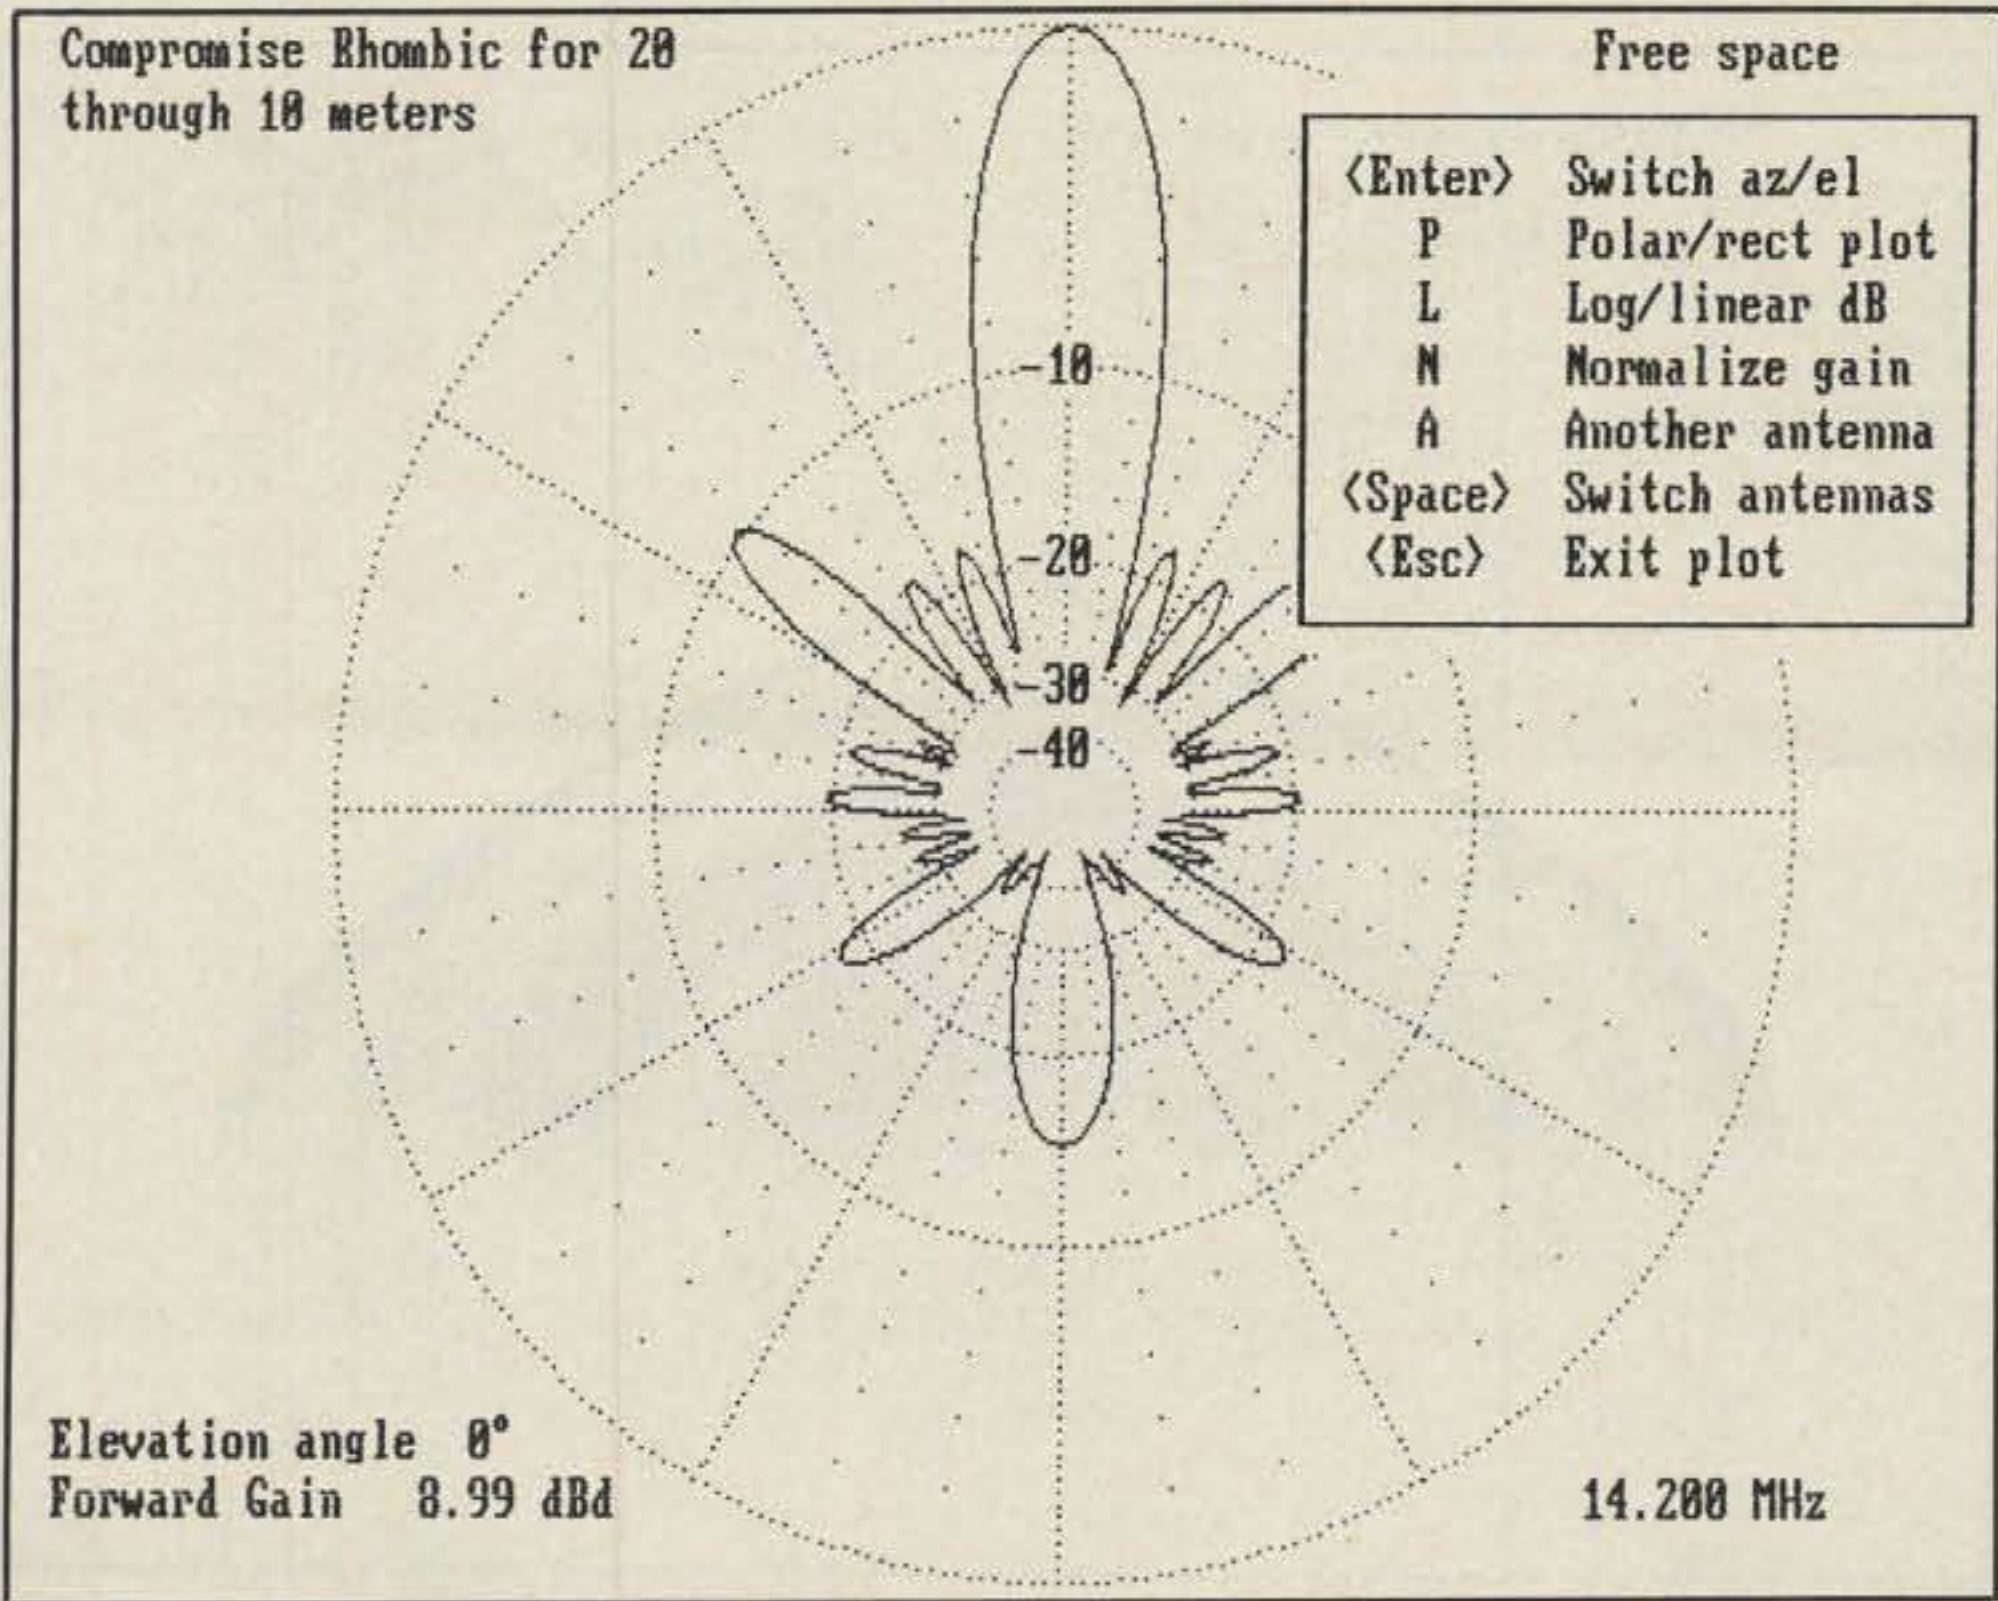 Compromise Rhombic for 20
through 10 meters
Free space
<Enter> Switch az/el
P Polar/rect plot
L Log/linear dB
N Normalize gain
A Another antenna
<Space> Switch antennas
<Esc> Exit plot
-10
-20
-30
-40
Elevation angle 0°
Forward Gain 8.99 dBd
14.200 MHz